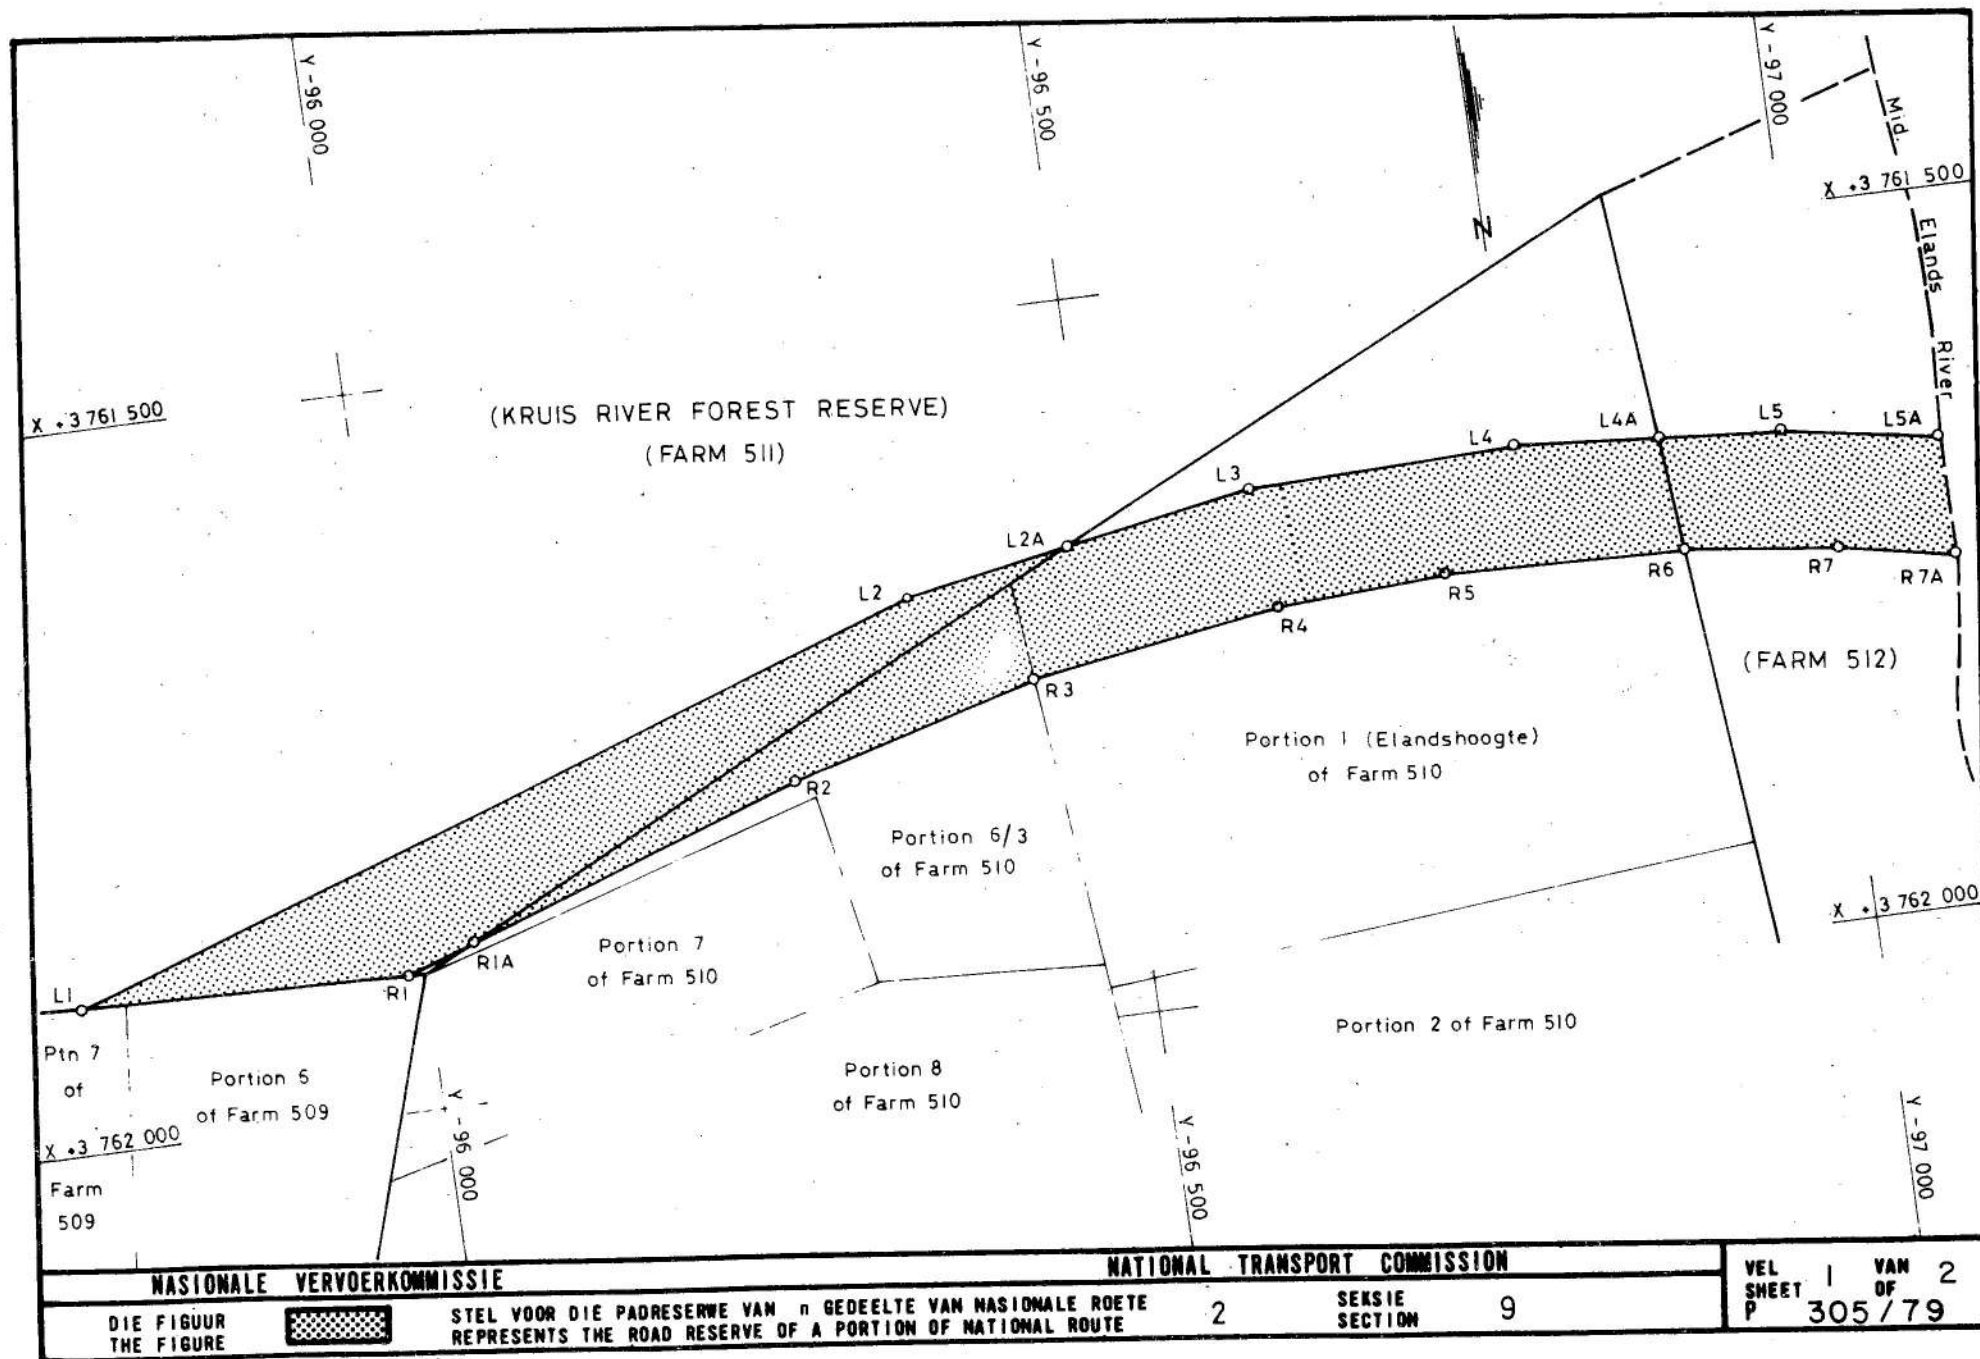 Y -96 000
Y -96 500
Y -97 000
Mid.
X +3 761 500
Elands
River
N
X +3 761 500
(KRUIS RIVER FOREST RESERVE)
(FARM 511)
L4
L4A
L5
L5A
L3
L2A
L2
R6
R7
R7A
R5
R4
R3
(FARM 512)
Portion 1 (Elandshoogte)
of Farm 510
R2
Portion 6/3
of Farm 510
X +3 762 000
Portion 7
of Farm 510
R1A
R1
L1
Portion 2 of Farm 510
Ptn 7
of
Farm
509
Portion 6
of Farm 509
Portion 8
of Farm 510
X +3 762 000
Y -96 000
Y -96 500
Y -97 000
NASIONALE VERVOERKOMMISSIE
NATIONAL TRANSPORT COMMISSION
DIE FIGUUR
THE FIGURE
STEL VOOR DIE PADRESERWE VAN n GEDEELTE VAN NASIONALE ROETE
REPRESENTS THE ROAD RESERVE OF A PORTION OF NATIONAL ROUTE
2
SEKSIE
SECTION
9
VEL
SHEET
1
VAN
OF
2
P 305/79